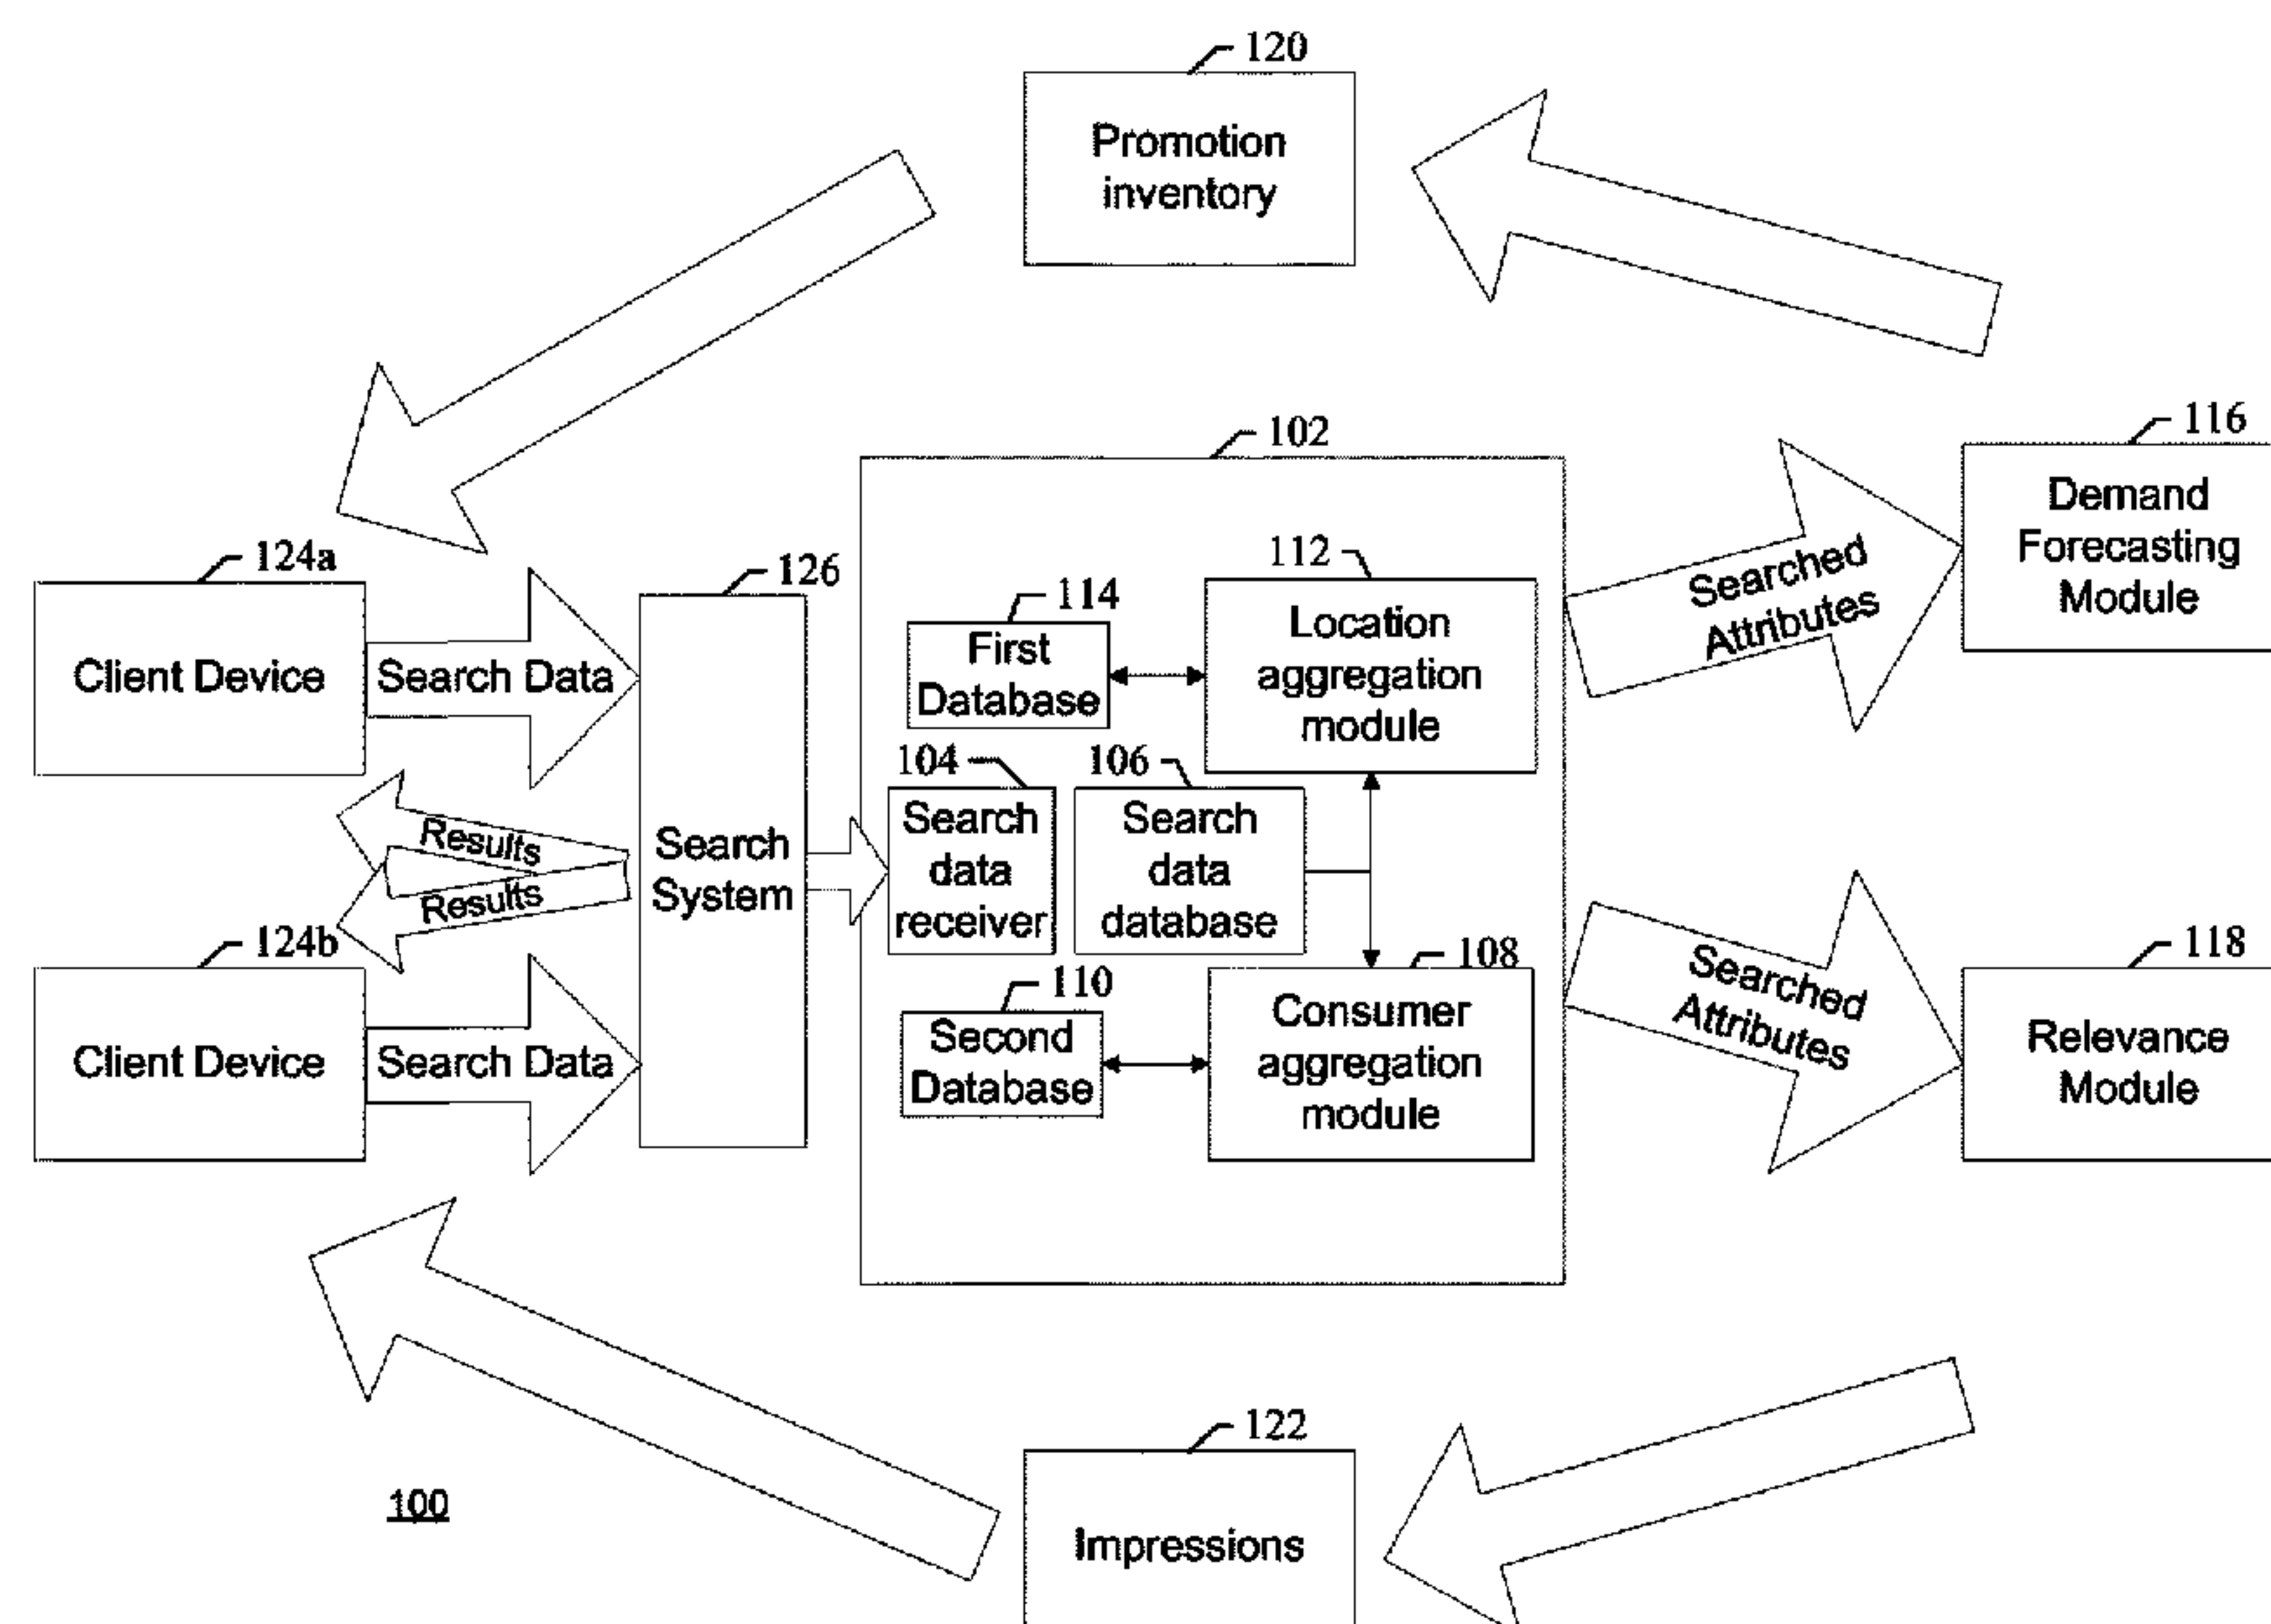 120
Promotion
inventory
102
116
Demand
Forecasting
Module
124a
Client Device
Search Data
126
Search
System
112
Location
aggregation
module
114
First
Database
Searched
Attributes
104
Search
data
receiver
106
Search
data
database
Results
Results
124b
Client Device
Search Data
110
Second
Database
108
Consumer
aggregation
module
Searched
Attributes
118
Relevance
Module
122
Impressions
100